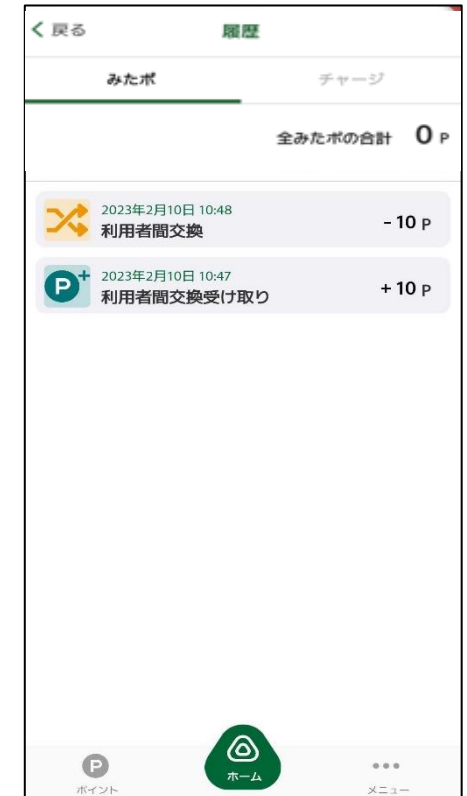 戻る
履歴
みたポ
チャージ
全みたポの合計 0 P
2023年2月10日 10:48
利用者間交換
- 10 P
2023年2月10日 10:47
利用者間交換受け取り
+ 10 P
P+
P
ポイント
ホーム
メニュー